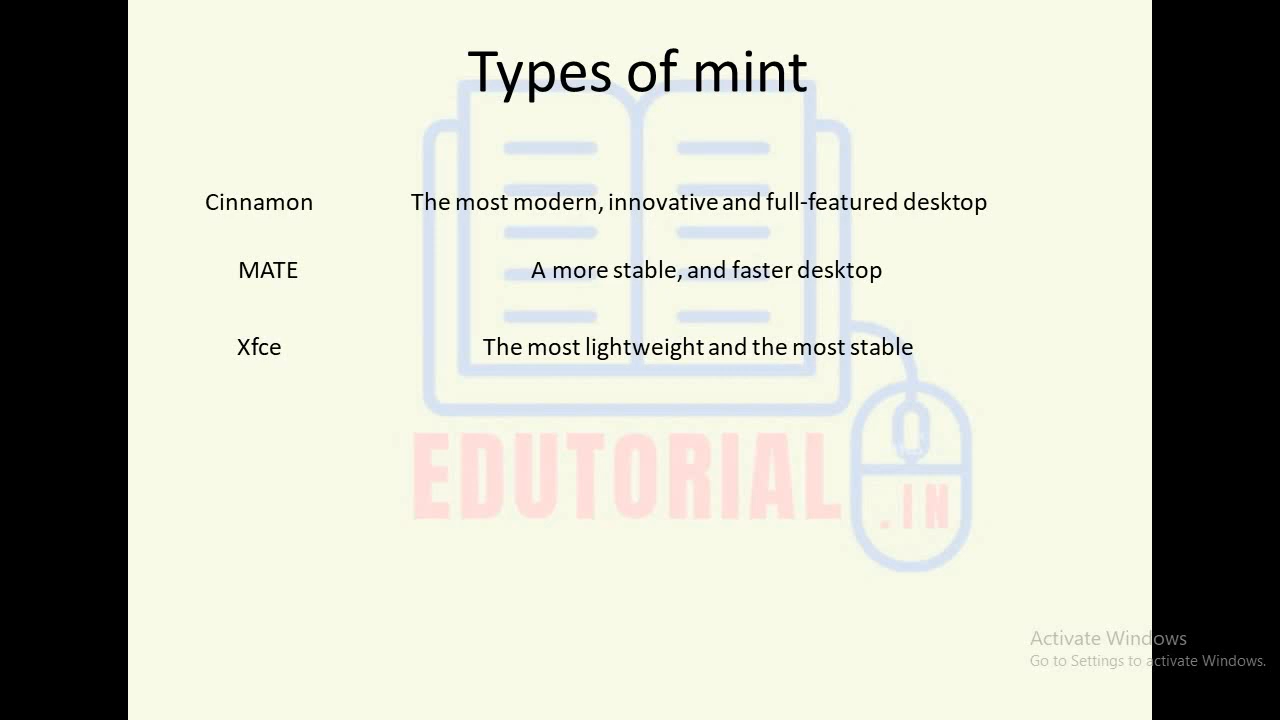 Types of mint
Cinnamon The most modern, innovative and full-featured desktop
MATE A more stable, and faster desktop
Xfce The most lightweight and the most stable
EDUTORIAL
.IN
Activate Windows
Go to Settings to activate Windows.